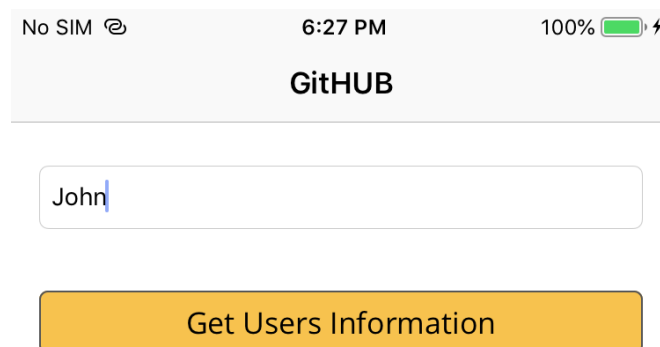 No SIM 6:27 PM 100%
GitHUB
John
Get Users Information